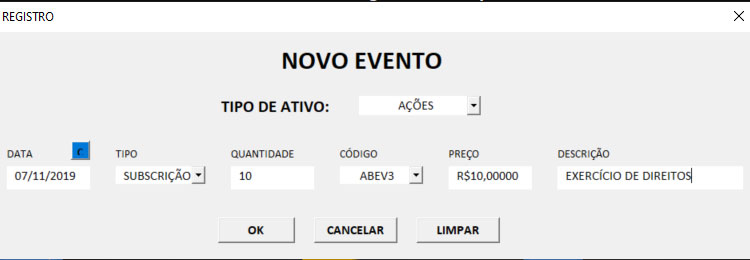 REGISTRO
NOVO EVENTO
TIPO DE ATIVO: AÇÕES
DATA TIPO QUANTIDADE CÓDIGO PREÇO DESCRIÇÃO
07/11/2019 SUBSCRIÇÃO 10 ABEV3 R$10,00000 EXERCÍCIO DE DIREITOS
OK CANCELAR LIMPAR